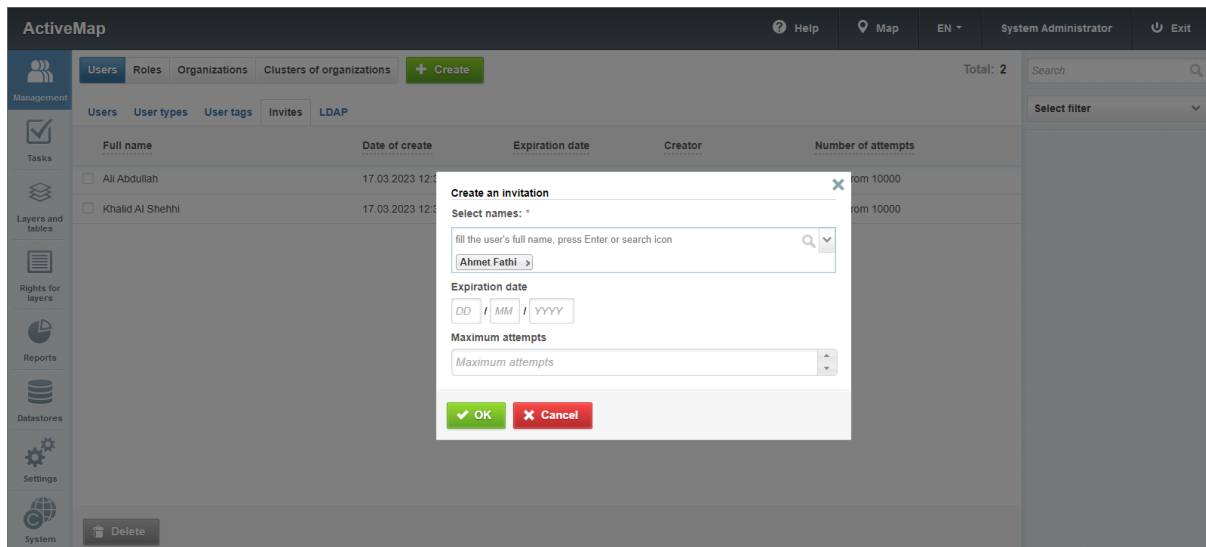 ActiveMap
Help
Map
EN
System Administrator
Exit
Management
Tasks
Layers and
tables
Rights for
layers
Reports
Datastores
Settings
System
Users Roles Organizations Clusters of organizations + Create
Total: 2
Search
Select filter
Users User types User tags Invites LDAP
Full name Date of create Expiration date Creator Number of attempts
Ali Abdullah 17.03.2023 12:3 rom 10000
Khalid Al Shehhi 17.03.2023 12:3 rom 10000
Create an invitation
Select names: *
fill the user's full name, press Enter or search icon
Ahmet Fathi
Expiration date
DD / MM / YYYY
Maximum attempts
Maximum attempts
OK Cancel
Delete